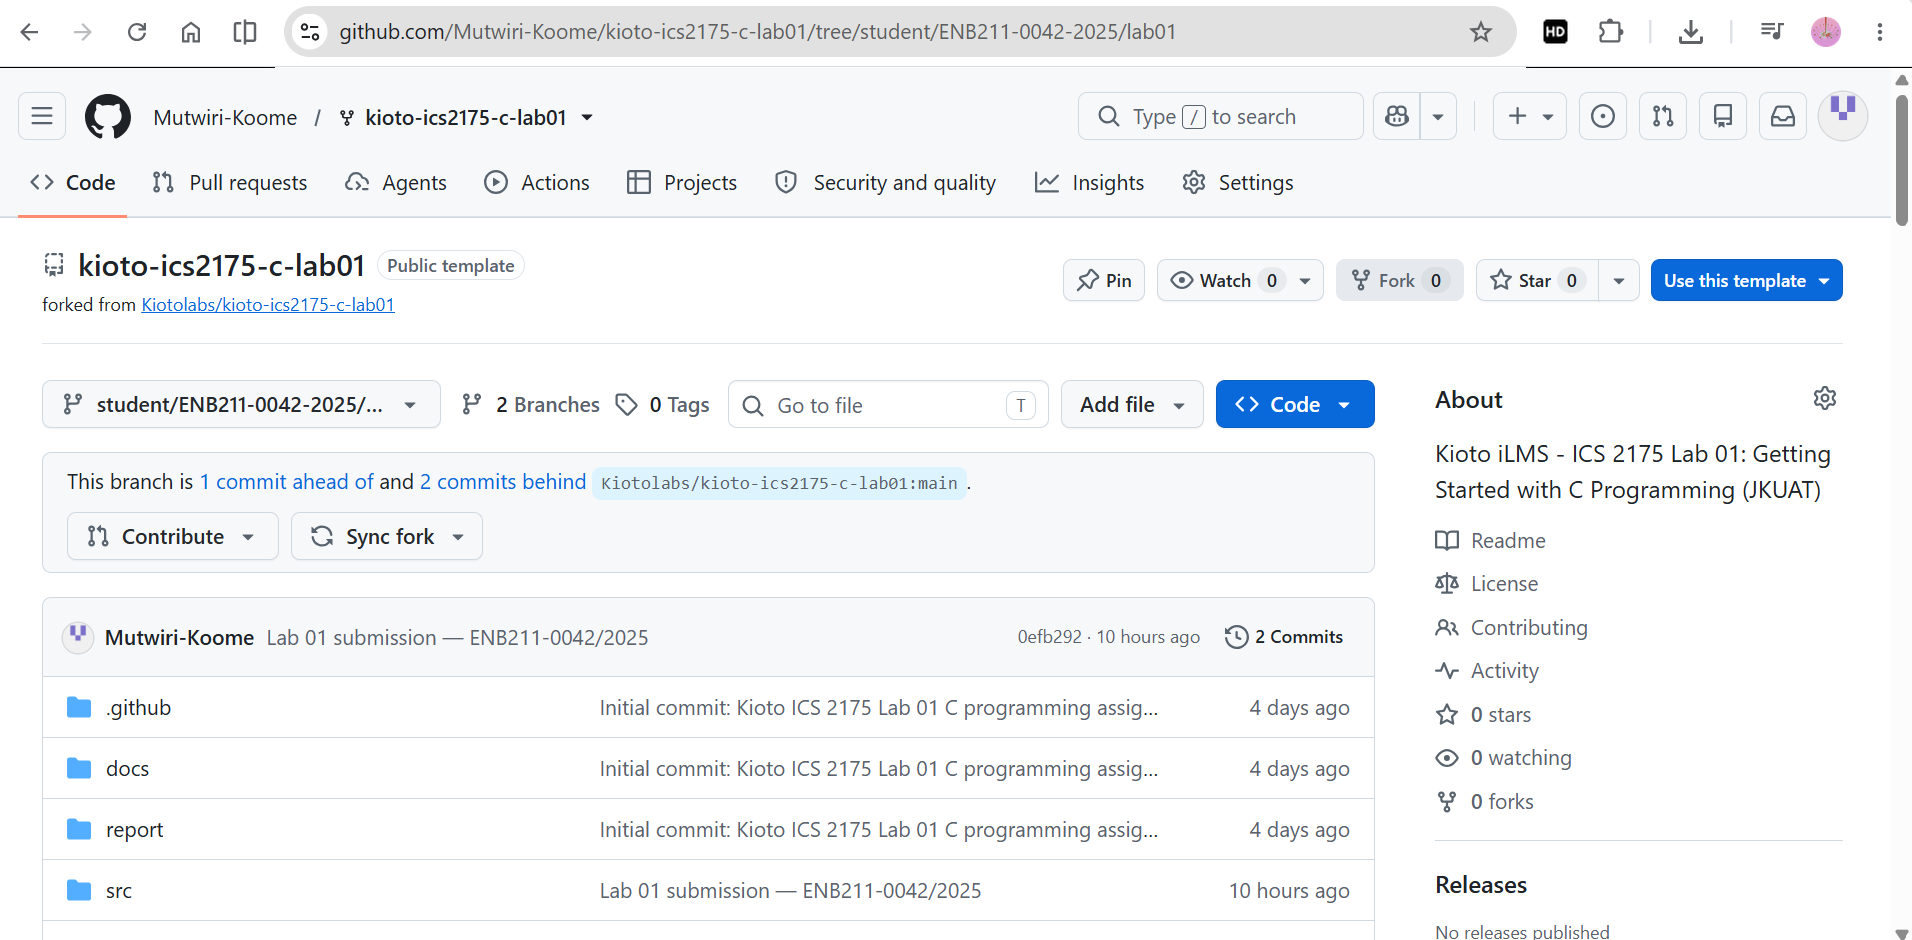 github.com/Mutwiri-Koome/kioto-ics2175-c-lab01/tree/student/ENB211-0042-2025/lab01
HD
Mutwiri-Koome / kioto-ics2175-c-lab01
Type / to search
Code Pull requests Agents Actions Projects Security and quality Insights Settings
kioto-ics2175-c-lab01 Public template
Pin Watch 0 Fork 0 Star 0 Use this template
forked from Kiotolabs/kioto-ics2175-c-lab01
student/ENB211-0042-2025/... 2 Branches 0 Tags Go to file T Add file Code
This branch is 1 commit ahead of and 2 commits behind Kiotolabs/kioto-ics2175-c-lab01:main .
Contribute Sync fork
Mutwiri-Koome Lab 01 submission — ENB211-0042/2025 0efb292 · 10 hours ago 2 Commits
.github Initial commit: Kioto ICS 2175 Lab 01 C programming assig... 4 days ago
docs Initial commit: Kioto ICS 2175 Lab 01 C programming assig... 4 days ago
report Initial commit: Kioto ICS 2175 Lab 01 C programming assig... 4 days ago
src Lab 01 submission — ENB211-0042/2025 10 hours ago
About
Kioto iLMS - ICS 2175 Lab 01: Getting
Started with C Programming (JKUAT)
Readme
License
Contributing
Activity
0 stars
0 watching
0 forks
Releases
No releases published